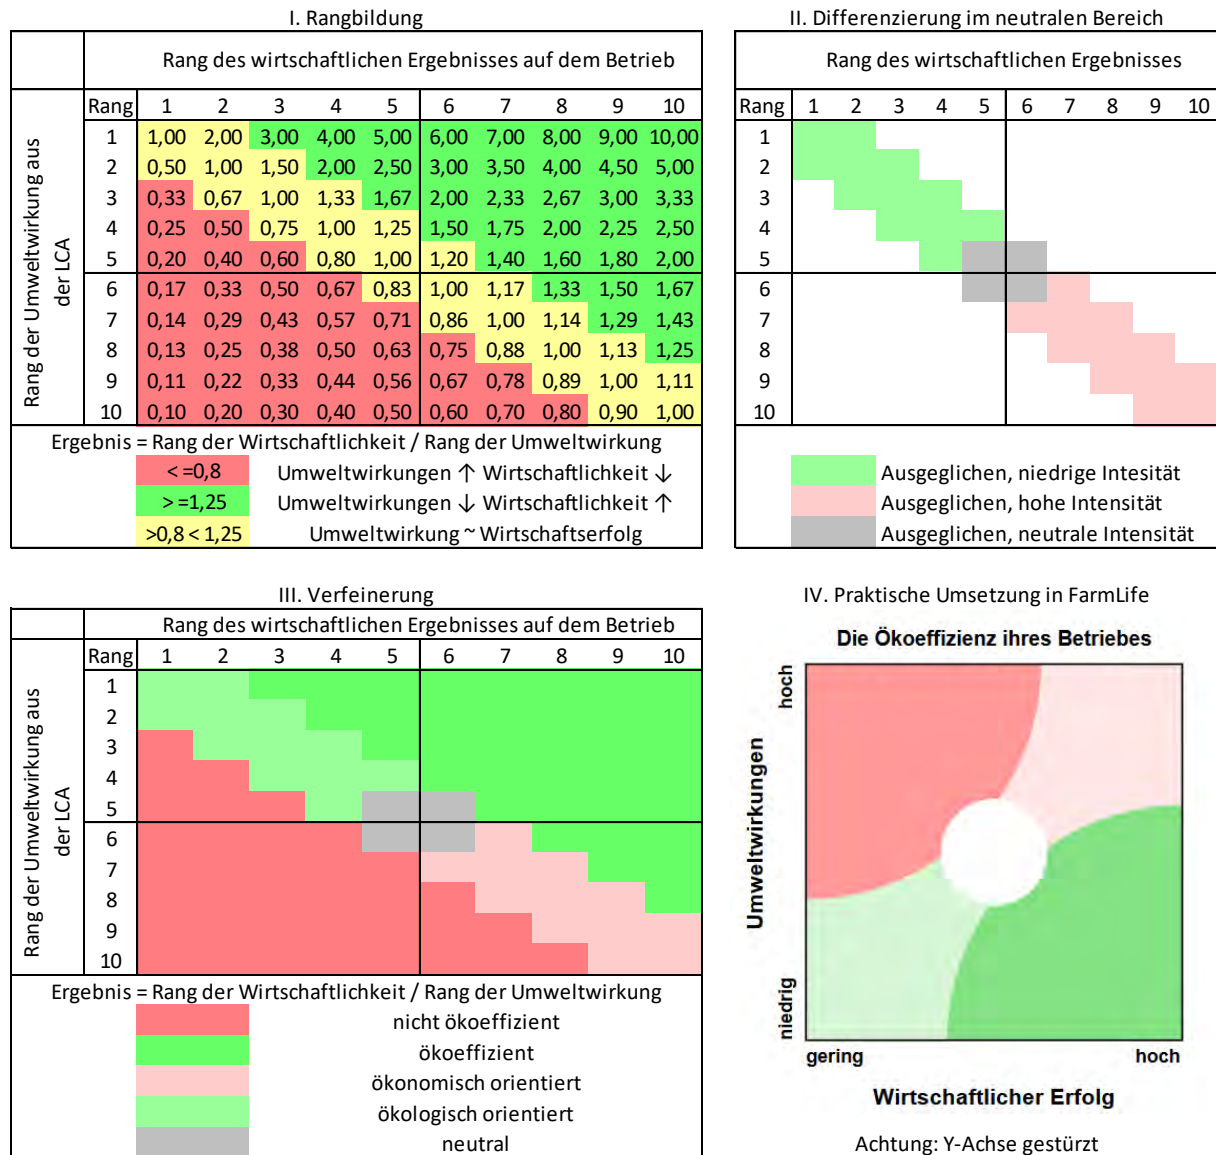 I. Rangbildung
Rang des wirtschaftlichen Ergebnisses auf dem Betrieb
Rang der Umweltwirkung aus
der LCA
Rang 1 2 3 4 5 6 7 8 9 10
1 1,00 2,00 3,00 4,00 5,00 6,00 7,00 8,00 9,00 10,00
2 0,50 1,00 1,50 2,00 2,50 3,00 3,50 4,00 4,50 5,00
3 0,33 0,67 1,00 1,33 1,67 2,00 2,33 2,67 3,00 3,33
4 0,25 0,50 0,75 1,00 1,25 1,50 1,75 2,00 2,25 2,50
5 0,20 0,40 0,60 0,80 1,00 1,20 1,40 1,60 1,80 2,00
6 0,17 0,33 0,50 0,67 0,83 1,00 1,17 1,33 1,50 1,67
7 0,14 0,29 0,43 0,57 0,71 0,86 1,00 1,14 1,29 1,43
8 0,13 0,25 0,38 0,50 0,63 0,75 0,88 1,00 1,13 1,25
9 0,11 0,22 0,33 0,44 0,56 0,67 0,78 0,89 1,00 1,11
10 0,10 0,20 0,30 0,40 0,50 0,60 0,70 0,80 0,90 1,00
Ergebnis = Rang der Wirtschaftlichkeit / Rang der Umweltwirkung
< =0,8 Umweltwirkungen ↑ Wirtschaftlichkeit ↓
> =1,25 Umweltwirkungen ↓ Wirtschaftlichkeit ↑
>0,8 < 1,25 Umweltwirkung ~ Wirtschaftserfolg
II. Differenzierung im neutralen Bereich
Rang des wirtschaftlichen Ergebnisses
Rang 1 2 3 4 5 6 7 8 9 10
1
2
3
4
5
6
7
8
9
10
Ausgeglichen, niedrige Intesität
Ausgeglichen, hohe Intensität
Ausgeglichen, neutrale Intensität
III. Verfeinerung
Rang des wirtschaftlichen Ergebnisses auf dem Betrieb
Rang der Umweltwirkung aus
der LCA
Rang 1 2 3 4 5 6 7 8 9 10
1
2
3
4
5
6
7
8
9
10
Ergebnis = Rang der Wirtschaftlichkeit / Rang der Umweltwirkung
nicht ökoeffizient
ökoeffizient
ökonomisch orientiert
ökologisch orientiert
neutral
IV. Praktische Umsetzung in FarmLife
Die Ökoeffizienz ihres Betriebes
hoch
Umweltwirkungen
niedrig
gering hoch
Wirtschaftlicher Erfolg
Achtung: Y-Achse gestürzt